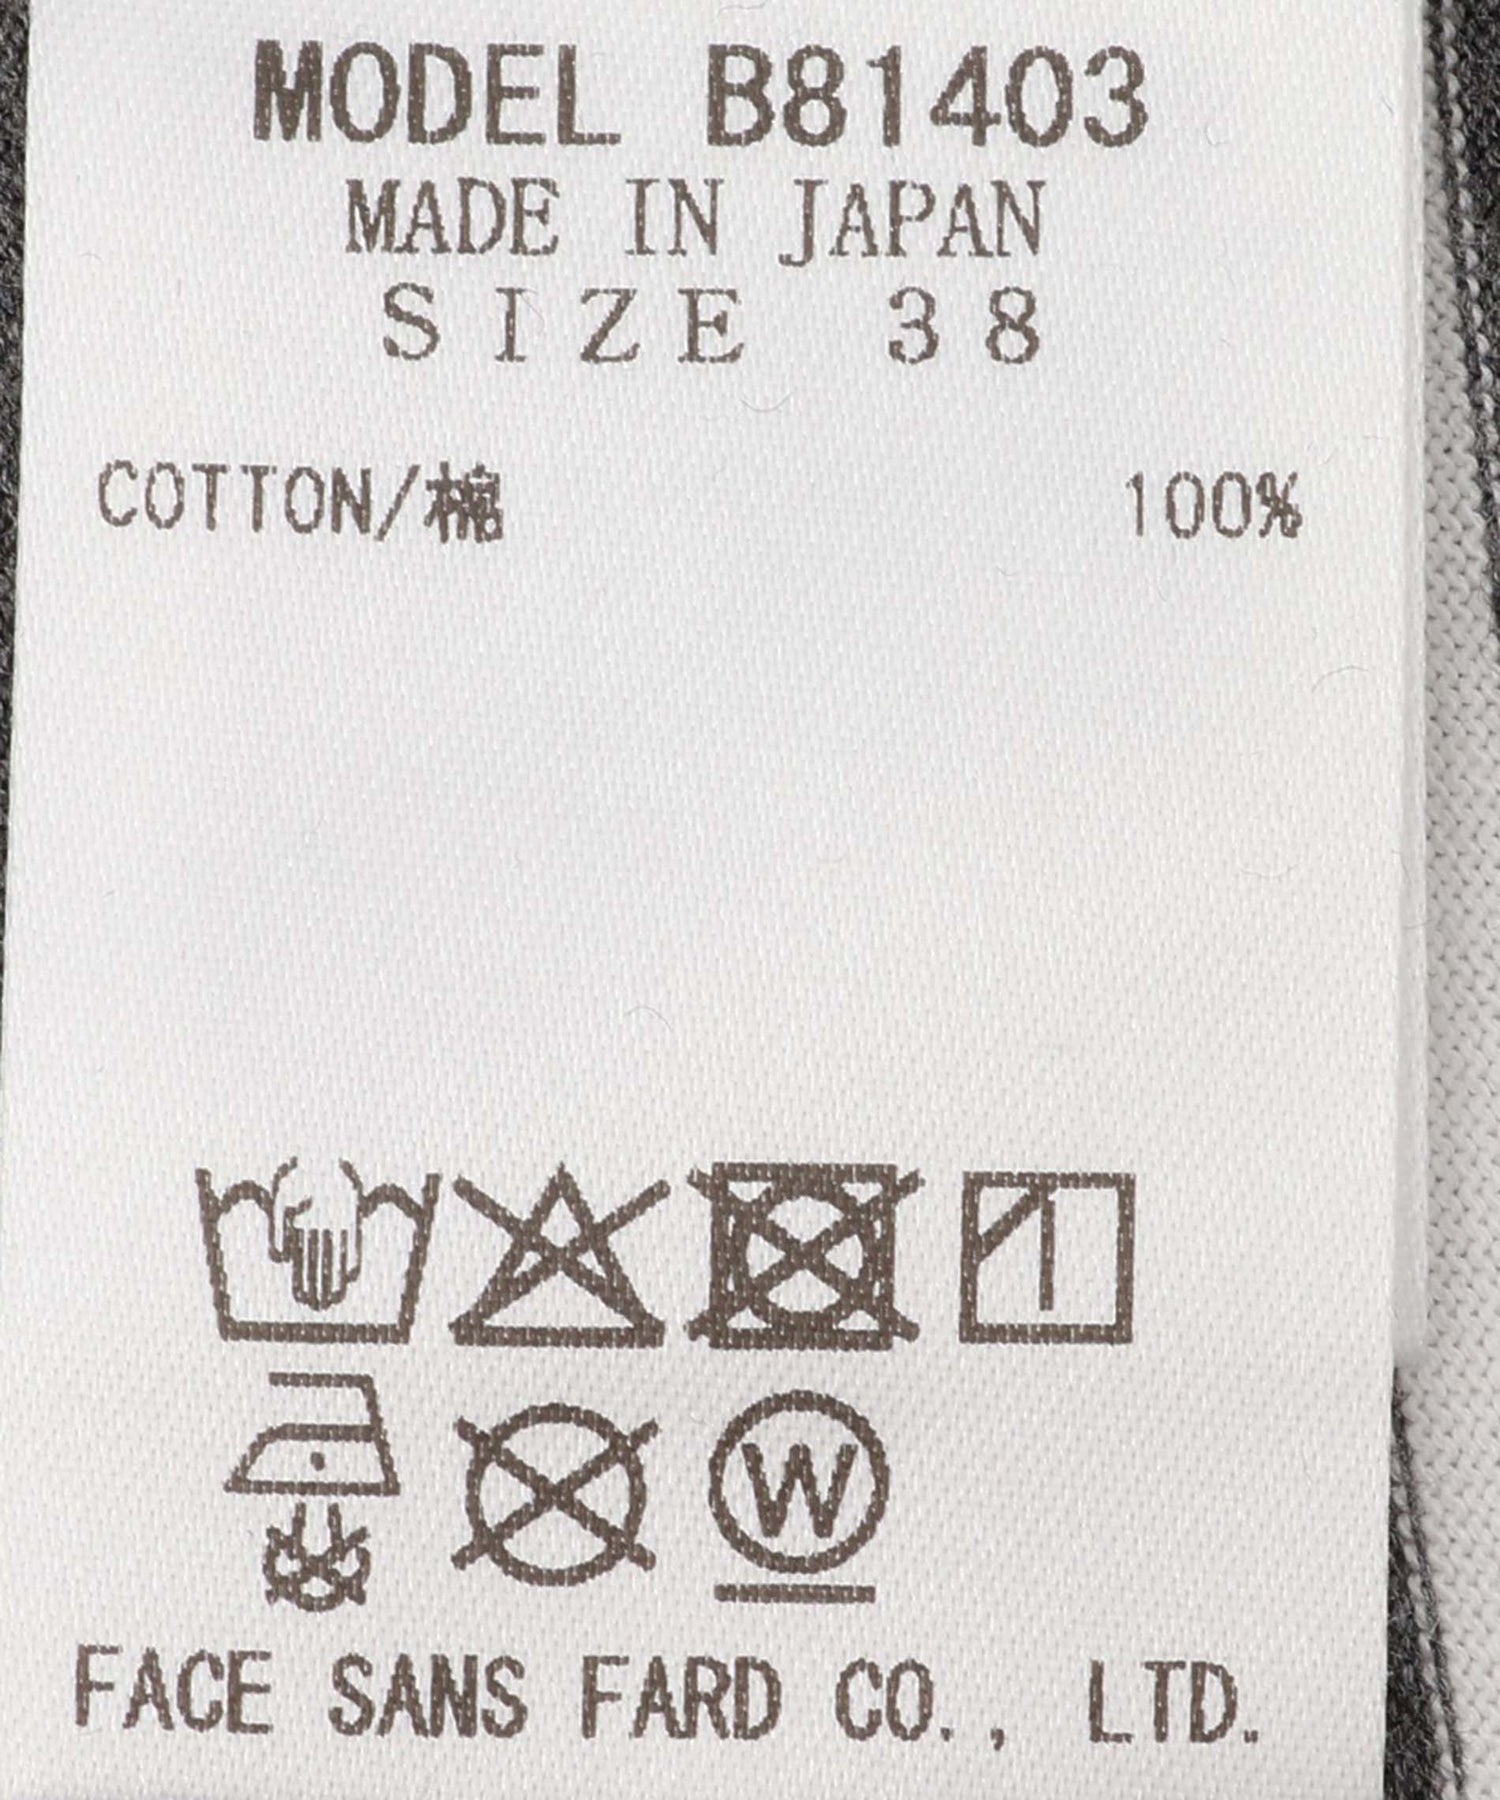 MODEL B81403
MADE IN JAPAN
SIZE 38
COTTON/棉 100%
W
FACE SANS FARD CO., LTD.